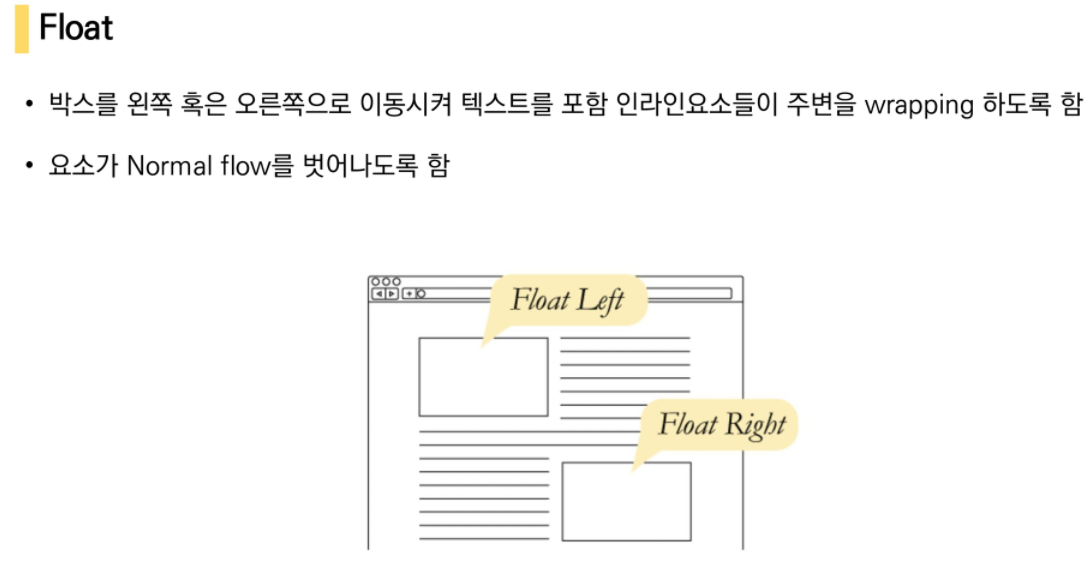 Float
• 박스를 왼쪽 혹은 오른쪽으로 이동시켜 텍스트를 포함 인라인요소들이 주변을 wrapping 하도록 함
• 요소가 Normal flow를 벗어나도록 함
Float Left
Float Right